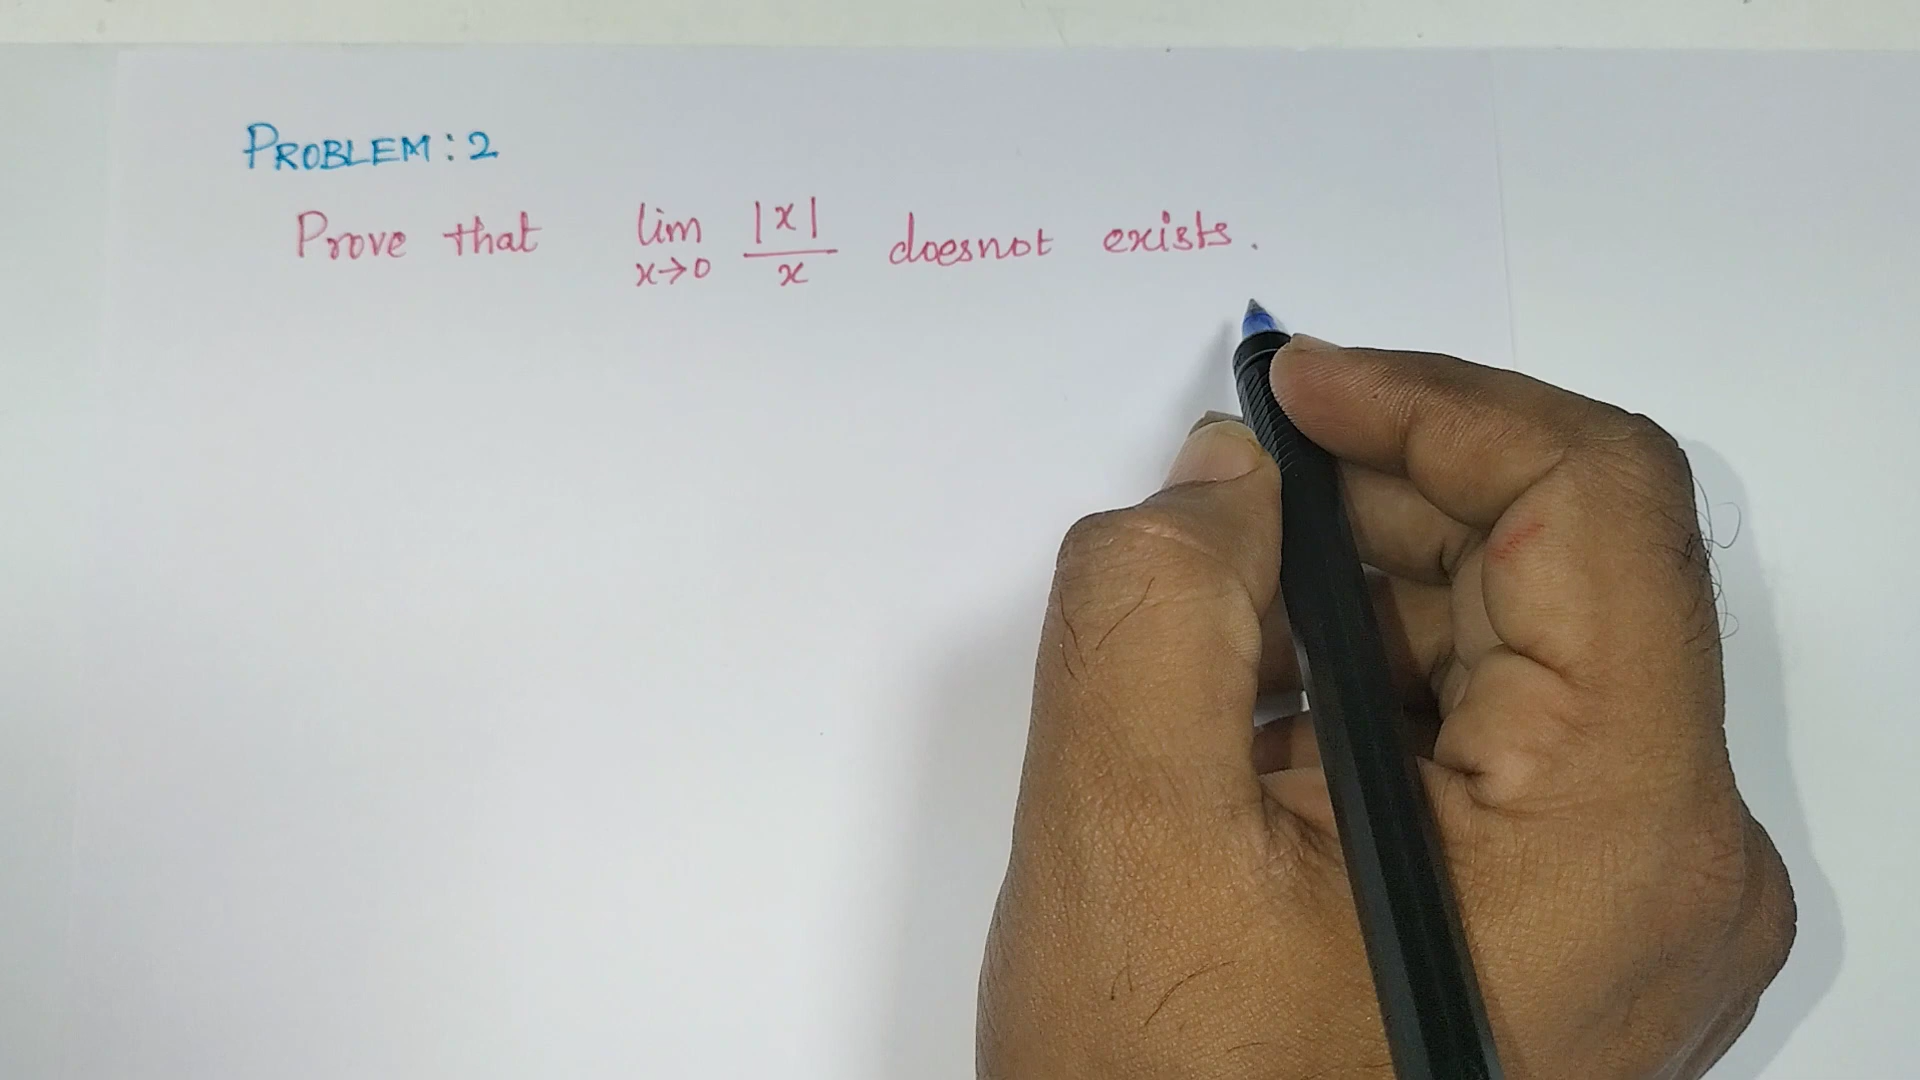 PROBLEM: 2
Prove that lim x→0 |x|/x doesnot exists.